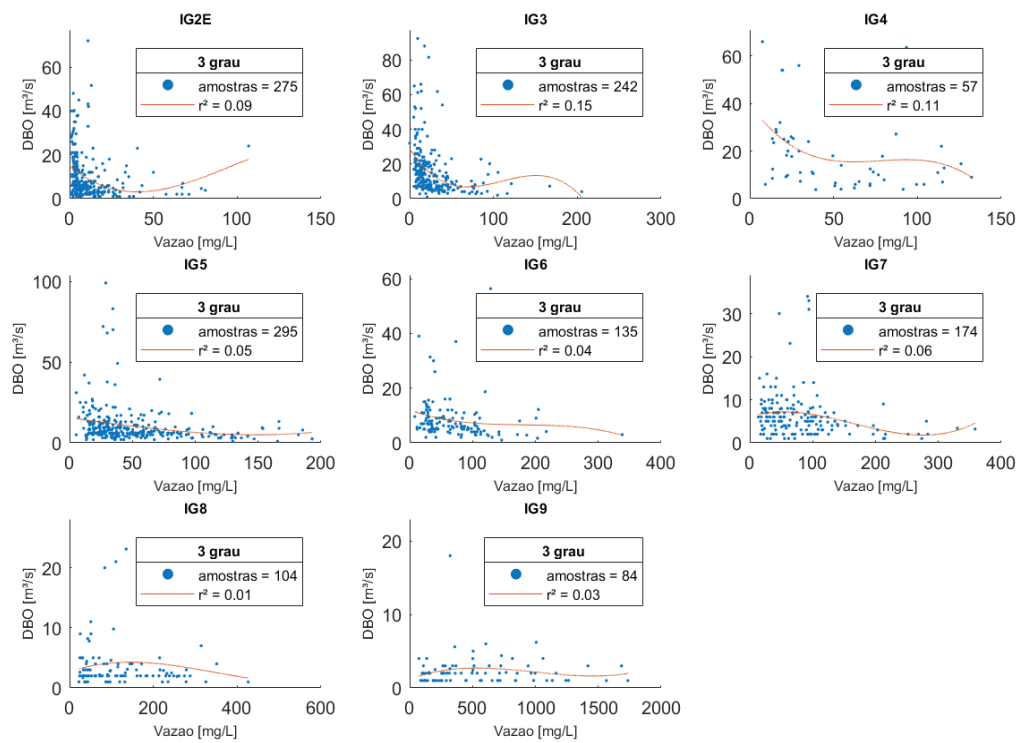 IG2E
60
40
20
0
DBO [m³/s]
3 grau
amostras = 275
r² = 0.09
0 50 100 150
Vazao [mg/L]
IG3
80
60
40
20
0
DBO [m³/s]
3 grau
amostras = 242
r² = 0.15
0 100 200 300
Vazao [mg/L]
IG4
60
40
20
0
DBO [m³/s]
3 grau
amostras = 57
r² = 0.11
0 50 100 150
Vazao [mg/L]
IG5
100
50
0
DBO [m³/s]
3 grau
amostras = 295
r² = 0.05
0 50 100 150 200
Vazao [mg/L]
IG6
60
40
20
0
DBO [m³/s]
3 grau
amostras = 135
r² = 0.04
0 100 200 300 400
Vazao [mg/L]
IG7
30
20
10
0
DBO [m³/s]
3 grau
amostras = 174
r² = 0.06
0 100 200 300 400
Vazao [mg/L]
IG8
20
10
0
DBO [m³/s]
3 grau
amostras = 104
r² = 0.01
0 200 400 600
Vazao [mg/L]
IG9
20
10
0
DBO [m³/s]
3 grau
amostras = 84
r² = 0.03
0 500 1000 1500 2000
Vazao [mg/L]